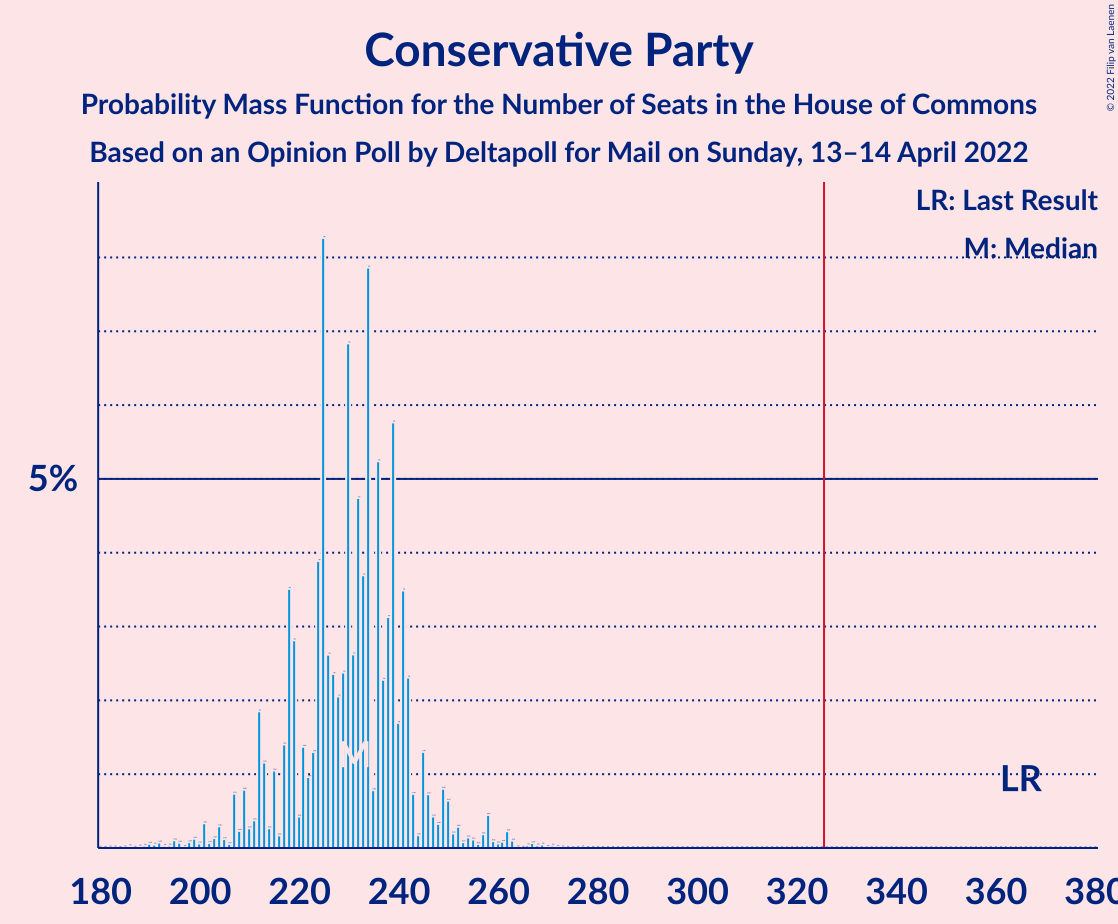 Conservative Party
Probability Mass Function for the Number of Seats in the House of Commons
Based on an Opinion Poll by Deltapoll for Mail on Sunday, 13–14 April 2022
© 2022 Filip van Laenen
LR: Last Result
M: Median
5%
M
LR
180 200 220 240 260 280 300 320 340 360 380